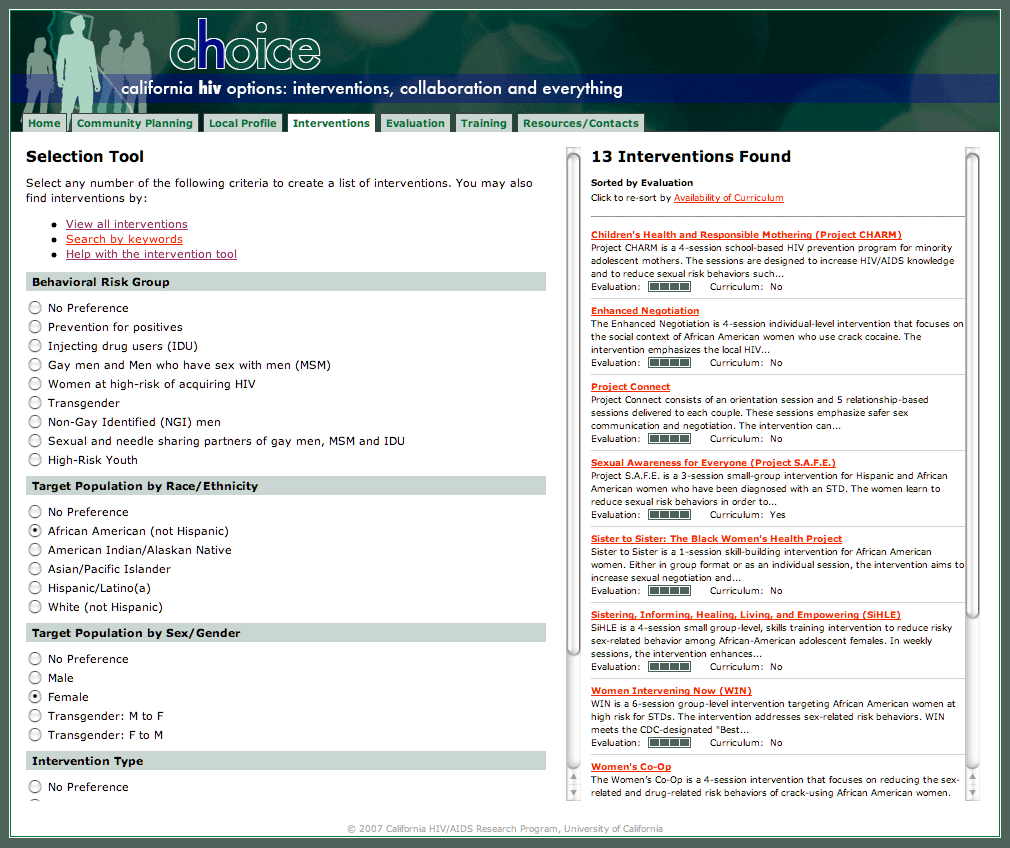 choice
california hiv options: interventions, collaboration and everything
Home
Community Planning
Local Profile
Interventions
Evaluation
Training
Resources/Contacts
Selection Tool
Select any number of the following criteria to create a list of interventions. You may also
find interventions by:
View all interventions
Search by keywords
Help with the intervention tool
Behavioral Risk Group
No Preference
Prevention for positives
Injecting drug users (IDU)
Gay men and Men who have sex with men (MSM)
Women at high-risk of acquiring HIV
Transgender
Non-Gay Identified (NGI) men
Sexual and needle sharing partners of gay men, MSM and IDU
High-Risk Youth
Target Population by Race/Ethnicity
No Preference
African American (not Hispanic)
American Indian/Alaskan Native
Asian/Pacific Islander
Hispanic/Latino(a)
White (not Hispanic)
Target Population by Sex/Gender
No Preference
Male
Female
Transgender: M to F
Transgender: F to M
Intervention Type
No Preference
13 Interventions Found
Sorted by Evaluation
Click to re-sort by Availability of Curriculum
Children's Health and Responsible Mothering (Project CHARM)
Project CHARM is a 4-session school-based HIV prevention program for minority
adolescent mothers. The sessions are designed to increase HIV/AIDS knowledge
and to reduce sexual risk behaviors such...
Evaluation: Curriculum: No
Enhanced Negotiation
The Enhanced Negotiation is 4-session individual-level intervention that focuses on
the social context of African American women who use crack cocaine. The
intervention emphasizes the local HIV...
Evaluation: Curriculum: No
Project Connect
Project Connect consists of an orientation session and 5 relationship-based
sessions delivered to each couple. These sessions emphasize safer sex
communication and negotiation. The intervention can...
Evaluation: Curriculum: No
Sexual Awareness for Everyone (Project S.A.F.E.)
Project S.A.F.E. is a 3-session small-group intervention for Hispanic and African
American women who have been diagnosed with an STD. The women learn to
reduce sexual risk behaviors in order to...
Evaluation: Curriculum: Yes
Sister to Sister: The Black Women's Health Project
Sister to Sister is a 1-session skill-building intervention for African American
women. Either in group format or as an individual session, the intervention aims to
increase sexual negotiation and...
Evaluation: Curriculum: No
Sistering, Informing, Healing, Living, and Empowering (SiHLE)
SiHLE is a 4-session small group-level, skills training intervention to reduce risky
sex-related behavior among African-American adolescent females. In weekly
sessions, the intervention enhances...
Evaluation: Curriculum: No
Women Intervening Now (WIN)
WIN is a 6-session group-level intervention targeting African American women at
high risk for STDs. The intervention addresses sex-related risk behaviors. WIN
meets the CDC-designated "Best...
Evaluation: Curriculum: No
Women's Co-Op
The Women's Co-Op is a 4-session intervention that focuses on reducing the sex-
related and drug-related risk behaviors of crack-using African American women.
© 2007 California HIV/AIDS Research Program, University of California